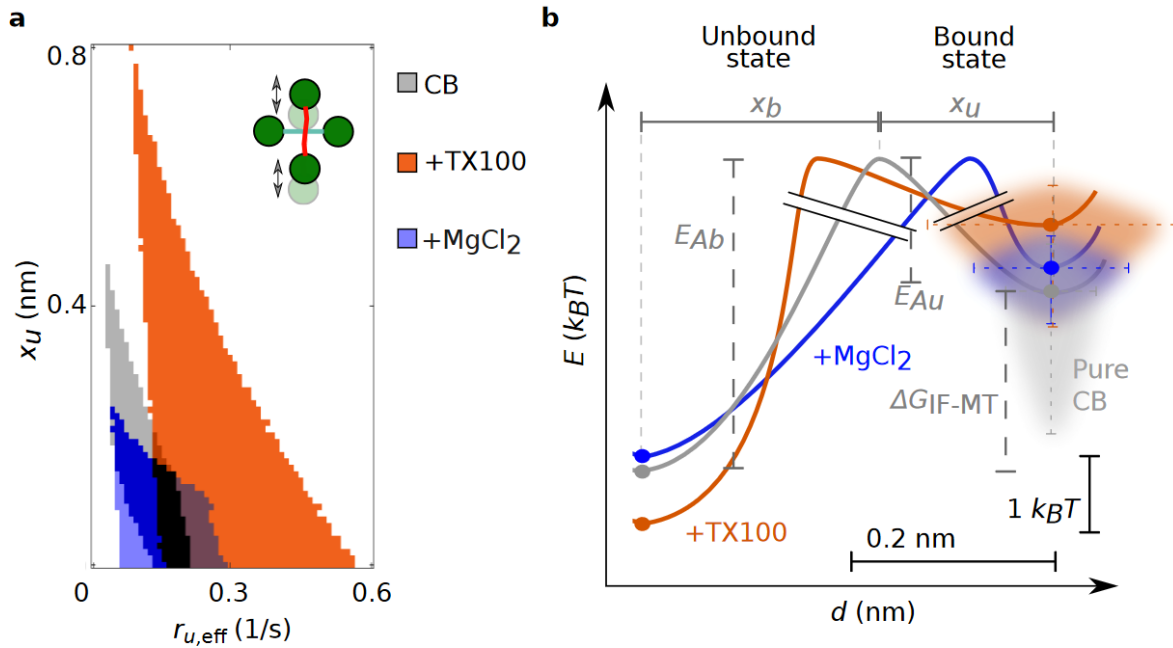 a
0.8
0.4
0
0.3
0.6
x_u (nm)
r_u,eff (1/s)
CB
+TX100
+MgCl₂
b
Unbound
state
Bound
state
x_b
x_u
E (k_BT)
E_Ab
E_Au
+MgCl₂
ΔG_IF-MT
Pure
CB
+TX100
1 k_BT
0.2 nm
d (nm)